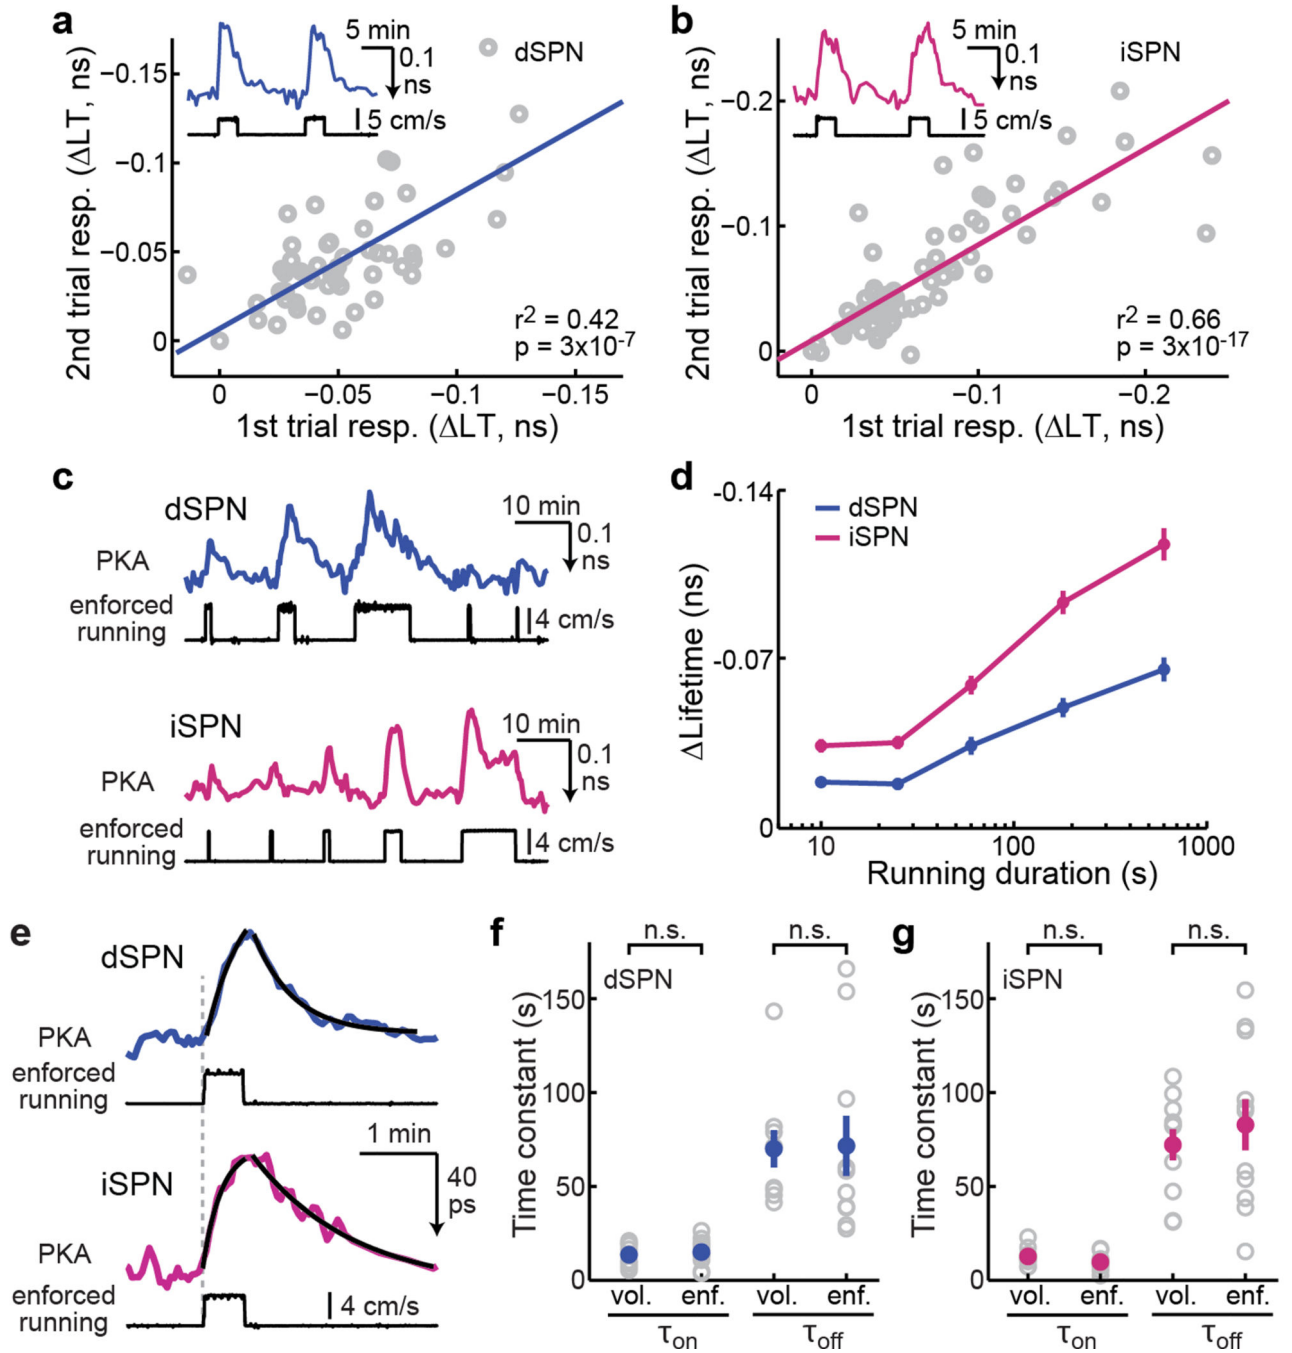 a
5 min
0.1
ns
dSPN
5 cm/s
2nd trial resp. (ΔLT, ns)
−0.15
−0.1
−0.05
0
r² = 0.42
p = 3x10⁻⁷
0
−0.05
−0.1
−0.15
1st trial resp. (ΔLT, ns)
b
5 min
0.1
ns
iSPN
5 cm/s
2nd trial resp. (ΔLT, ns)
−0.2
−0.1
0
r² = 0.66
p = 3x10⁻¹⁷
0
−0.1
−0.2
1st trial resp. (ΔLT, ns)
c
dSPN
10 min
0.1
ns
PKA
enforced
running
4 cm/s
iSPN
10 min
0.1
ns
PKA
enforced
running
4 cm/s
d
dSPN
iSPN
ΔLifetime (ns)
-0.14
-0.07
0
10
100
1000
Running duration (s)
e
dSPN
PKA
enforced
running
1 min
40
ps
iSPN
PKA
enforced
running
4 cm/s
f
n.s.
n.s.
dSPN
Time constant (s)
150
100
50
0
vol.
enf.
vol.
enf.
τon
τoff
g
n.s.
n.s.
iSPN
Time constant (s)
150
100
50
0
vol.
enf.
vol.
enf.
τon
τoff